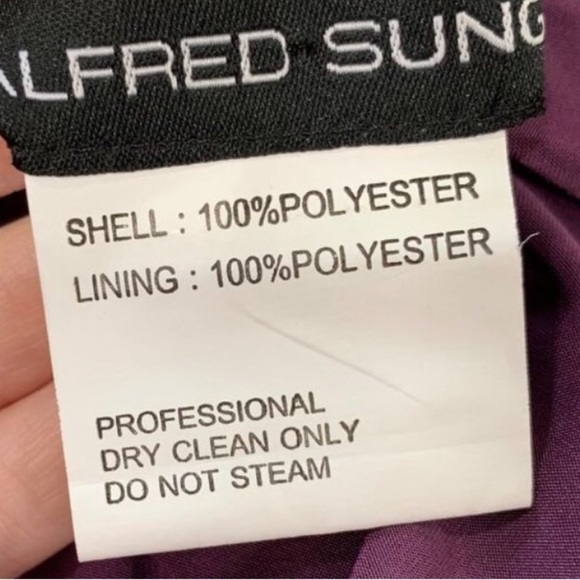 ALFRED SUNG
SHELL : 100%POLYESTER
LINING : 100%POLYESTER
PROFESSIONAL
DRY CLEAN ONLY
DO NOT STEAM